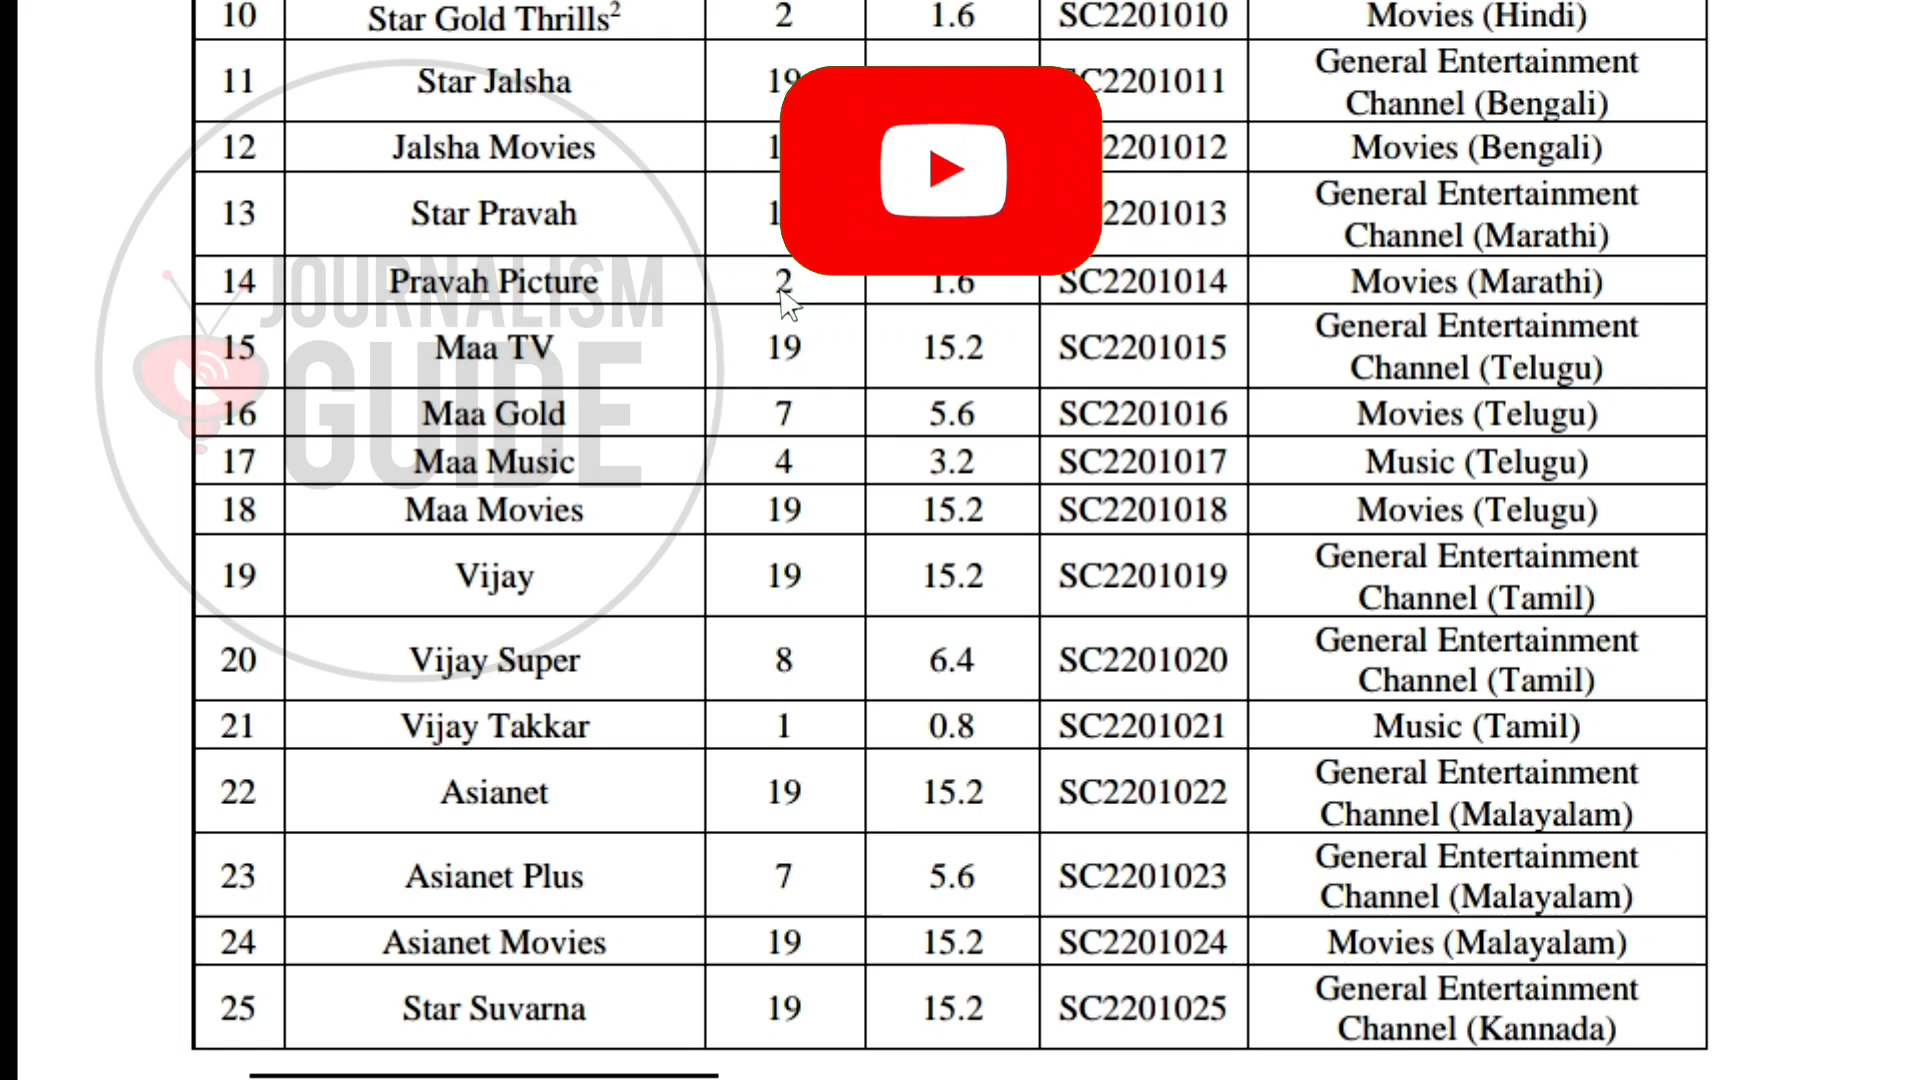 10 Star Gold Thrills² 2 1.6 SC2201010 Movies (Hindi)
11 Star Jalsha 19 C2201011 General Entertainment
Channel (Bengali)
12 Jalsha Movies 2201012 Movies (Bengali)
13 Star Pravah 2201013 General Entertainment
Channel (Marathi)
14 Pravah Picture 2 1.6 SC2201014 Movies (Marathi)
15 Maa TV 19 15.2 SC2201015 General Entertainment
Channel (Telugu)
16 Maa Gold 7 5.6 SC2201016 Movies (Telugu)
17 Maa Music 4 3.2 SC2201017 Music (Telugu)
18 Maa Movies 19 15.2 SC2201018 Movies (Telugu)
19 Vijay 19 15.2 SC2201019 General Entertainment
Channel (Tamil)
20 Vijay Super 8 6.4 SC2201020 General Entertainment
Channel (Tamil)
21 Vijay Takkar 1 0.8 SC2201021 Music (Tamil)
22 Asianet 19 15.2 SC2201022 General Entertainment
Channel (Malayalam)
23 Asianet Plus 7 5.6 SC2201023 General Entertainment
Channel (Malayalam)
24 Asianet Movies 19 15.2 SC2201024 Movies (Malayalam)
25 Star Suvarna 19 15.2 SC2201025 General Entertainment
Channel (Kannada)
JOURNALISM
GUIDE